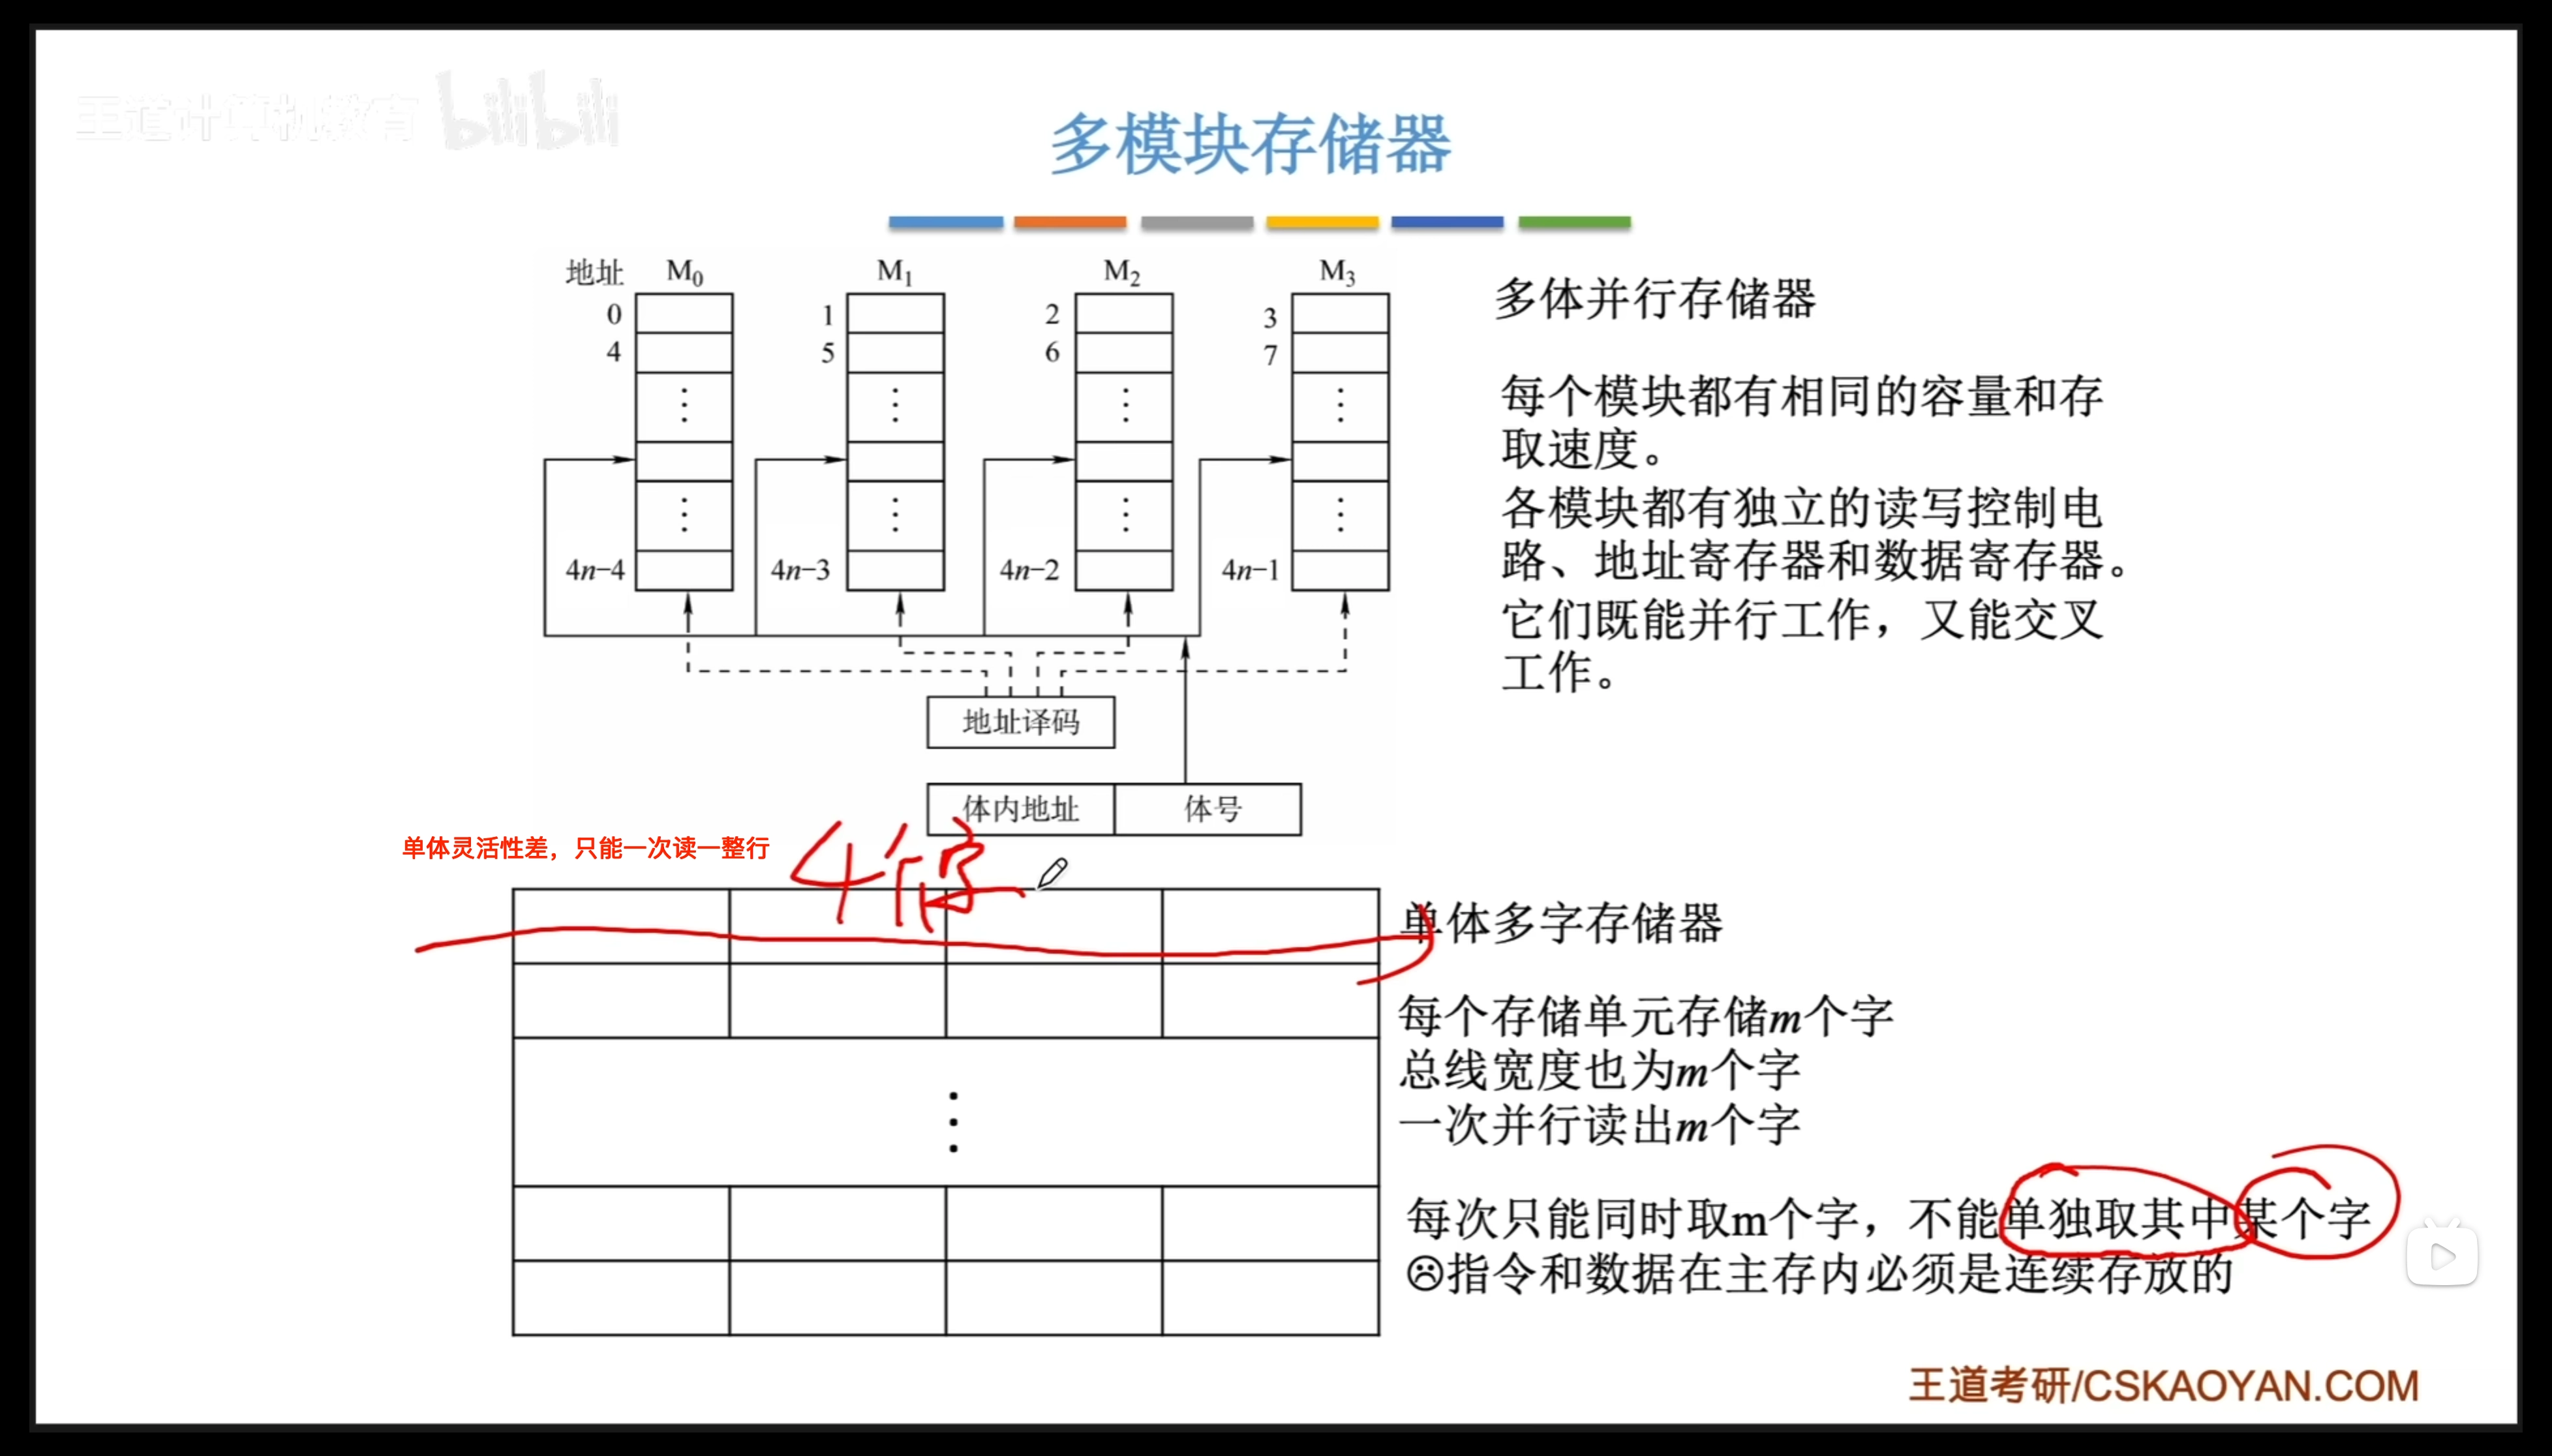 王道计算机教育 bilibili
多模块存储器
地址 M0 M1 M2 M3
0 1 2 3
4 5 6 7
4n−4 4n−3 4n−2 4n−1
地址译码
体内地址 体号
多体并行存储器
每个模块都有相同的容量和存
取速度。
各模块都有独立的读写控制电
路、地址寄存器和数据寄存器。
它们既能并行工作，又能交叉
工作。
单体灵活性差，只能一次读一整行
单体多字存储器
每个存储单元存储m个字
总线宽度也为m个字
一次并行读出m个字
每次只能同时取m个字，不能单独取其中某个字
☹指令和数据在主存内必须是连续存放的
王道考研/CSKAOYAN.COM